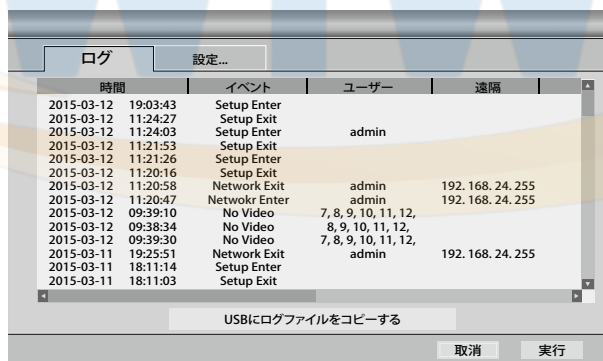 ログ 設定...
時間 イベント ユーザー 遠隔
2015-03-12 19:03:43 Setup Enter
2015-03-12 11:24:27 Setup Exit
2015-03-12 11:24:03 Setup Enter admin
2015-03-12 11:21:53 Setup Exit
2015-03-12 11:21:26 Setup Enter
2015-03-12 11:20:16 Setup Exit
2015-03-12 11:20:58 Network Exit admin 192. 168. 24. 255
2015-03-12 11:20:47 Netwokr Enter admin 192. 168. 24. 255
2015-03-12 09:39:10 No Video 7, 8, 9, 10, 11, 12,
2015-03-12 09:38:34 No Video 8, 9, 10, 11, 12,
2015-03-12 09:39:30 No Video 7, 8, 9, 10, 11, 12,
2015-03-11 19:25:51 Network Exit admin 192. 168. 24. 255
2015-03-11 18:11:14 Setup Enter
2015-03-11 18:11:03 Setup Exit
USBにログファイルをコピーする
取消 実行